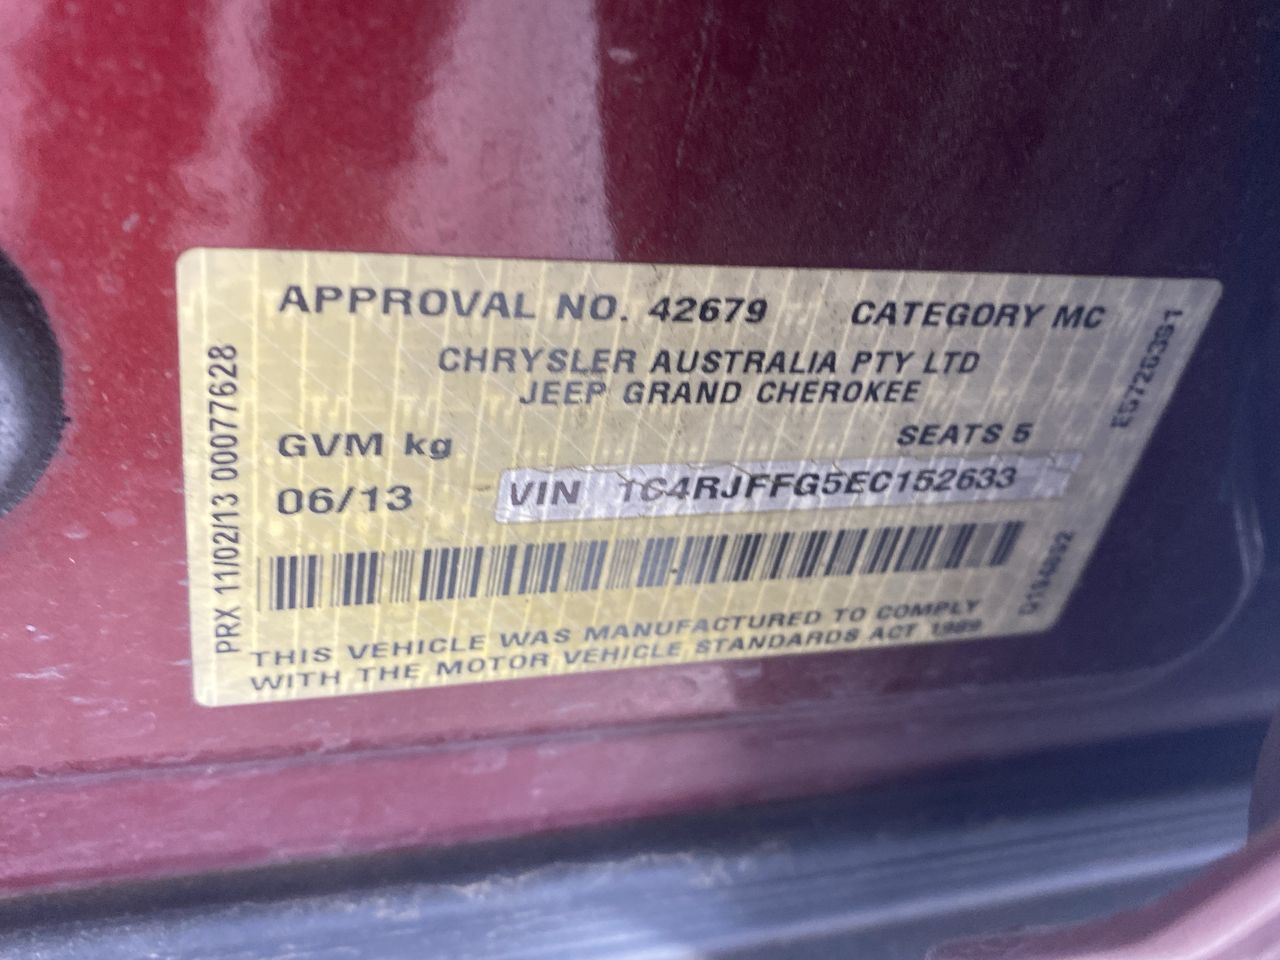 APPROVAL NO. 42679 CATEGORY MC
CHRYSLER AUSTRALIA PTY LTD
JEEP GRAND CHEROKEE
GVM kg SEATS 5
06/13 VIN 1C4RJFFG5EC152633
THIS VEHICLE WAS MANUFACTURED TO COMPLY
WITH THE MOTOR VEHICLE STANDARDS ACT 1989
PRX 11/02/13 00077628